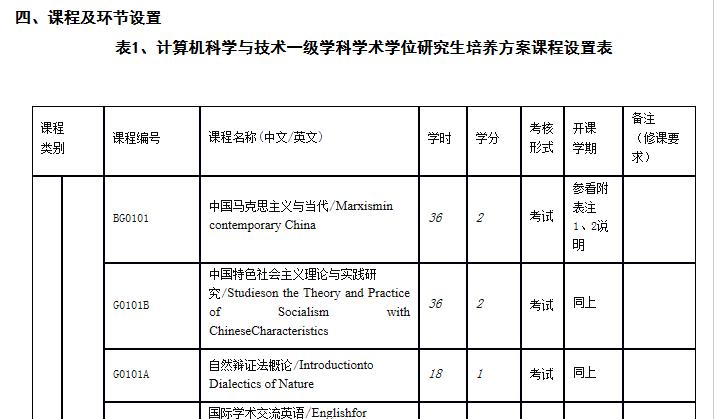 四、课程及环节设置
表1、计算机科学与技术一级学科学术学位研究生培养方案课程设置表
课程
类别
课程编号
课程名称(中文/英文)
学时
学分
考核
形式
开课
学期
备注
（修课要
求）
BG0101
中国马克思主义与当代/Marxismin
contemporary China
36
2
考试
参看附
表注
1、2说
明
G0101B
中国特色社会主义理论与实践研
究/Studieson the Theory and Practice
of Socialism with
ChineseCharacteristics
36
2
考试
同上
G0101A
自然辩证法概论/Introductionto
Dialectics of Nature
18
1
考试
同上
国际学术交流英语/Englishfor